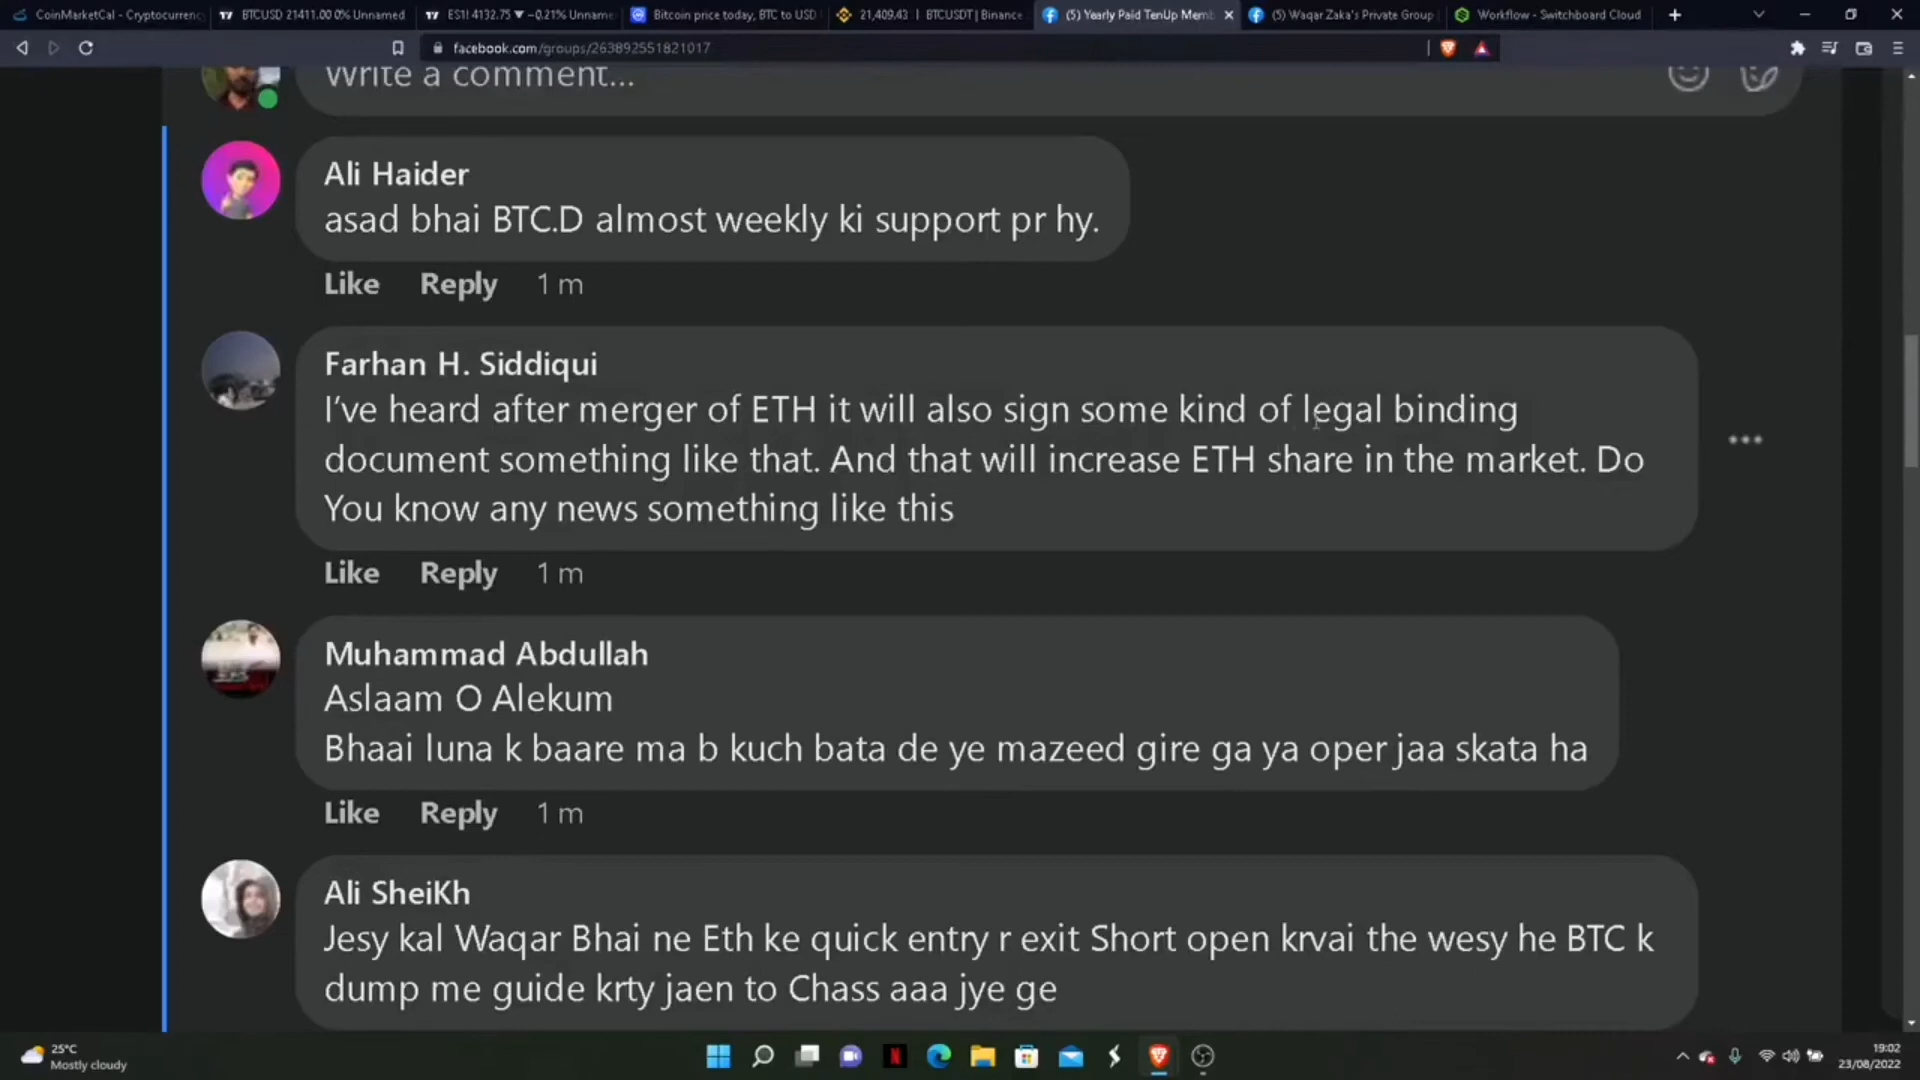 CoinMarketCal - Cryptocurrenc
BTCUSD 21411.00 0% Unnamed
ES1! 4132.75 ▼ −0.21% Unname
Bitcoin price today, BTC to USD
21,409.43 | BTCUSDT | Binance
(5) Yearly Paid TenUp Memb
(5) Waqar Zaka's Private Group
Workflow - Switchboard Cloud
facebook.com/groups/263892551821017
Write a comment...
Ali Haider
asad bhai BTC.D almost weekly ki support pr hy.
Like Reply 1 m
Farhan H. Siddiqui
I've heard after merger of ETH it will also sign some kind of legal binding
document something like that. And that will increase ETH share in the market. Do
You know any news something like this
Like Reply 1 m
Muhammad Abdullah
Aslaam O Alekum
Bhaai luna k baare ma b kuch bata de ye mazeed gire ga ya oper jaa skata ha
Like Reply 1 m
Ali SheiKh
Jesy kal Waqar Bhai ne Eth ke quick entry r exit Short open krvai the wesy he BTC k
dump me guide krty jaen to Chass aaa jye ge
25°C
Mostly cloudy
19:02
23/08/2022